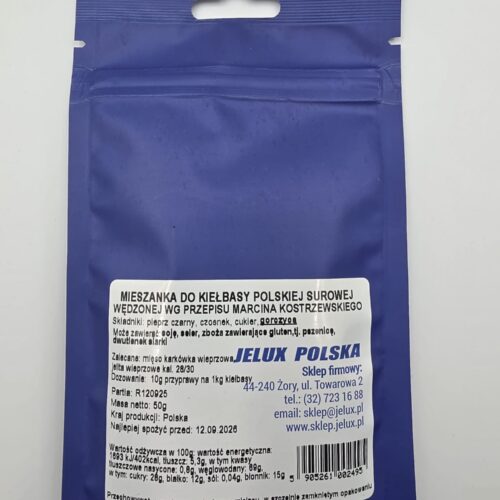 MIESZANKA DO KIEŁBASY POLSKIEJ SUROWEJ
WĘDZONEJ WG PRZEPISU MARCINA KOSTRZEWSKIEGO
Składniki: pieprz czarny, czosnek, cukier, gorczyca
Może zawierać soję, seler, zboża zawierające gluten,tj. pszenicę,
dwutlenek siarki
Zalecana: mięso karkówka wieprzowa,
jelita wieprzowe kal. 28/30
Dozowanie: 10g przyprawy na 1kg kiełbasy
Partia: R120925
Masa netto: 50g
Kraj produkcji: Polska
Najlepiej spożyć przed: 12.09.2026
JELUX POLSKA
Sklep firmowy:
44-240 Żory, ul. Towarowa 2
tel.: (32) 723 16 88
email: sklep@jelux.pl
www.sklep.jelux.pl
Wartość odżywcza w 100g: wartość energetyczna:
1693 kJ/402kcal, tłuszcz: 5,3g, w tym kwasy
tłuszczowe nasycone: 0,8g, węglowodany: 69g,
w tym: cukry: 28g, białko: 12g, sól: 0,04g, błonnik: 15g
5 905261 002495
w szczelnie zamkniętym opakowaniu